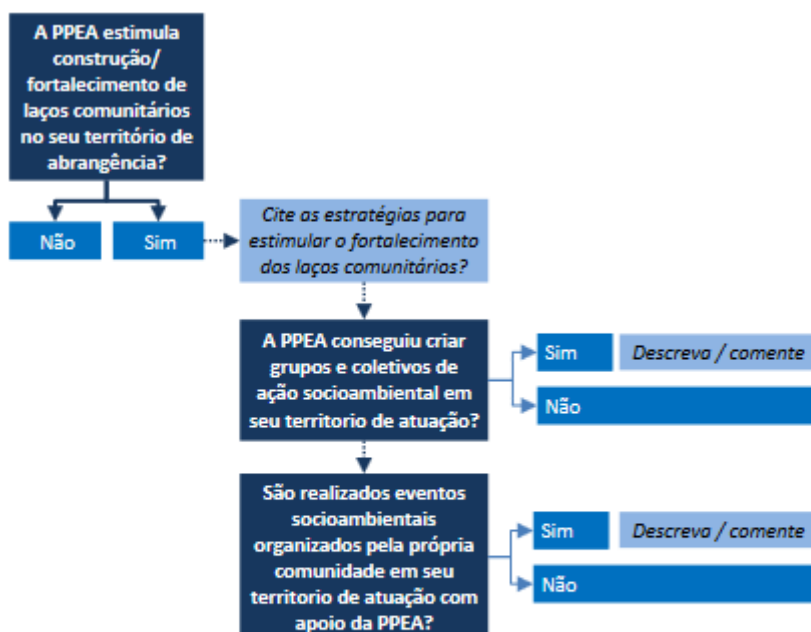 A PPEA estimula
construção/
fortalecimento de
laços comunitários
no seu território de
abrangência?
Não
Sim
Cite as estratégias para
estimular o fortalecimento
dos laços comunitários?
A PPEA conseguiu criar
grupos e coletivos de
ação socioambiental em
seu territorio de atuação?
Sim
Descreva / comente
Não
São realizados eventos
socioambientais
organizados pela própria
comunidade em seu
territorio de atuação com
apoio da PPEA?
Sim
Descreva / comente
Não